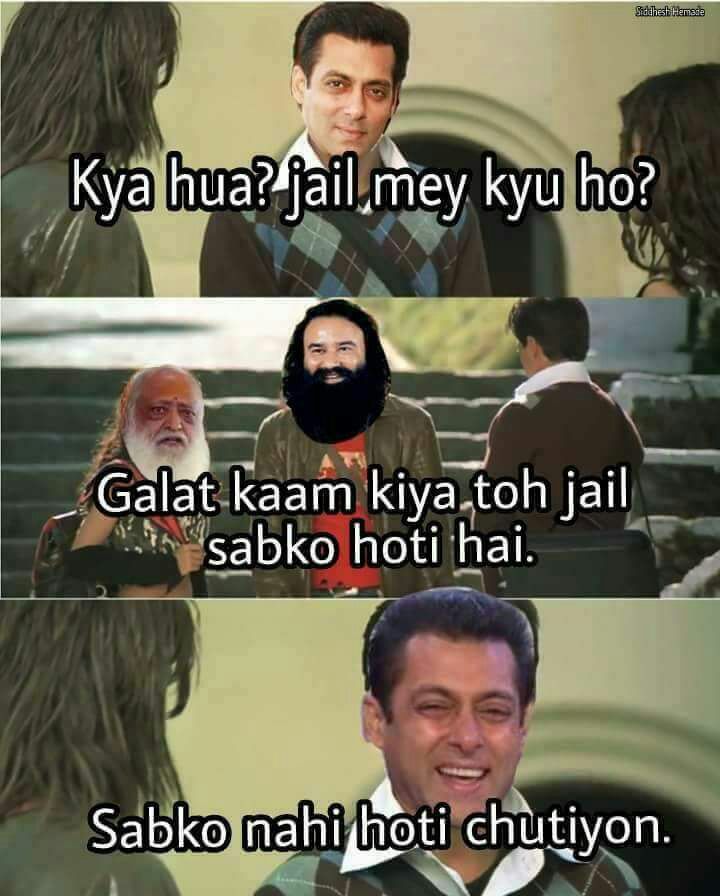 Siddhesh Hemade
Kya hua? jail mey kyu ho?
Galat kaam kiya toh jail
sabko hoti hai.
Sabko nahi hoti chutiyon.